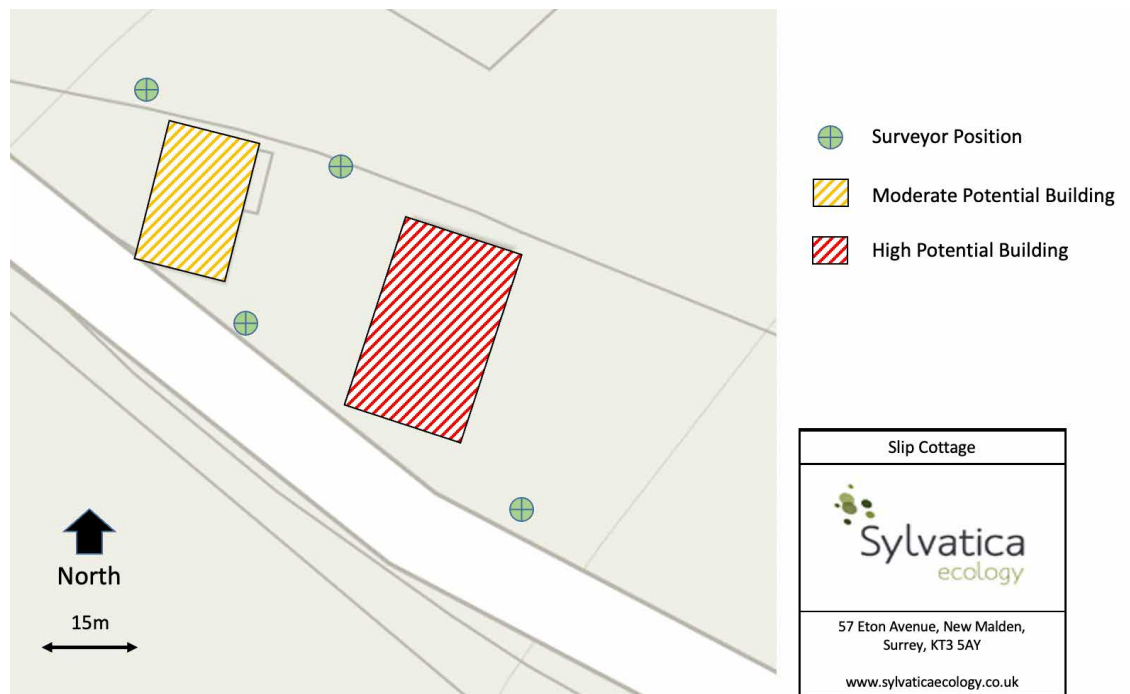 Surveyor Position
Moderate Potential Building
High Potential Building
North
15m
Slip Cottage
Sylvatica
ecology
57 Eton Avenue, New Malden,
Surrey, KT3 5AY
www.sylvaticaecology.co.uk